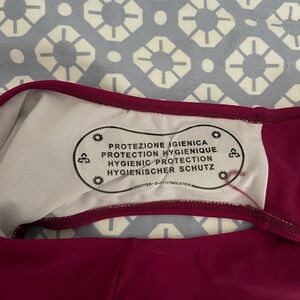 PROTEZIONE IGIENICA
PROTECTION HYGIENIQUE
HYGIENIC PROTECTION
HYGIENISCHER SCHUTZ